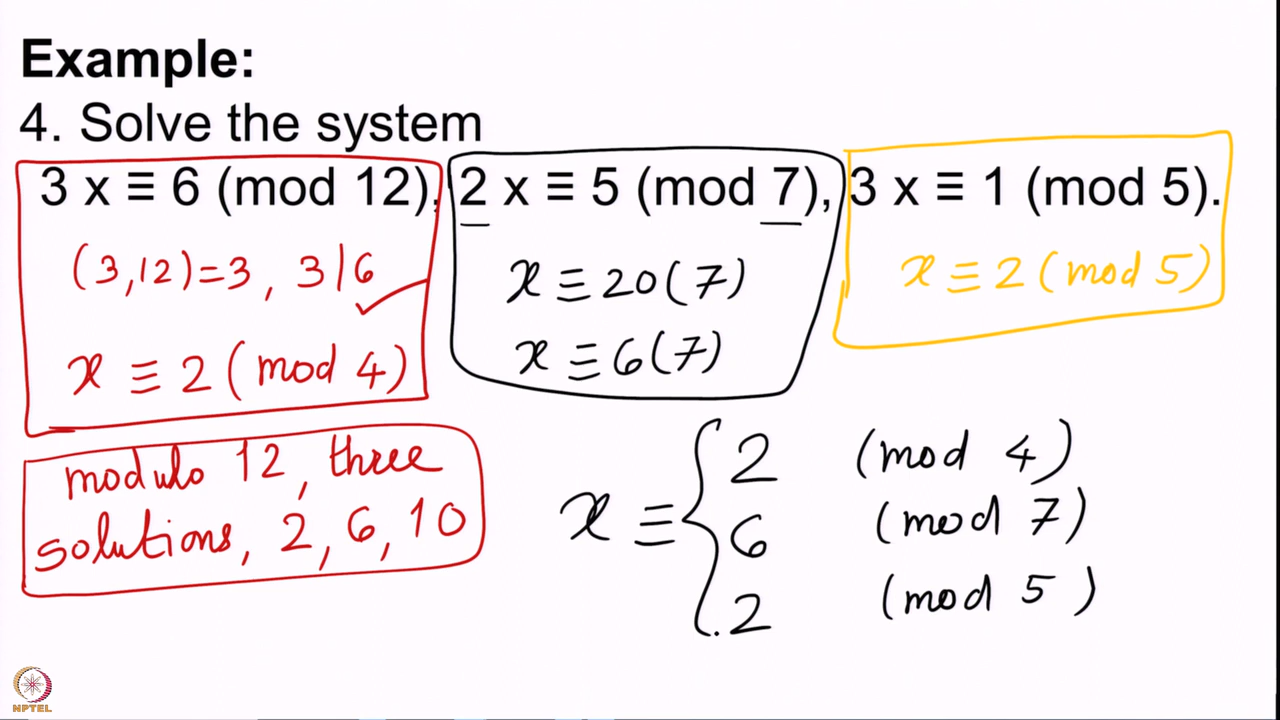 Example:
4. Solve the system
3 x ≡ 6 (mod 12), 2 x ≡ 5 (mod 7), 3 x ≡ 1 (mod 5).
(3,12)=3, 3|6
x ≡ 2 (mod 4)
x ≡ 20(7)
x ≡ 6(7)
x ≡ 2 (mod 5)
modulo 12, three
solutions, 2, 6, 10
x ≡ { 2 (mod 4)
6 (mod 7)
2 (mod 5)
NPTEL